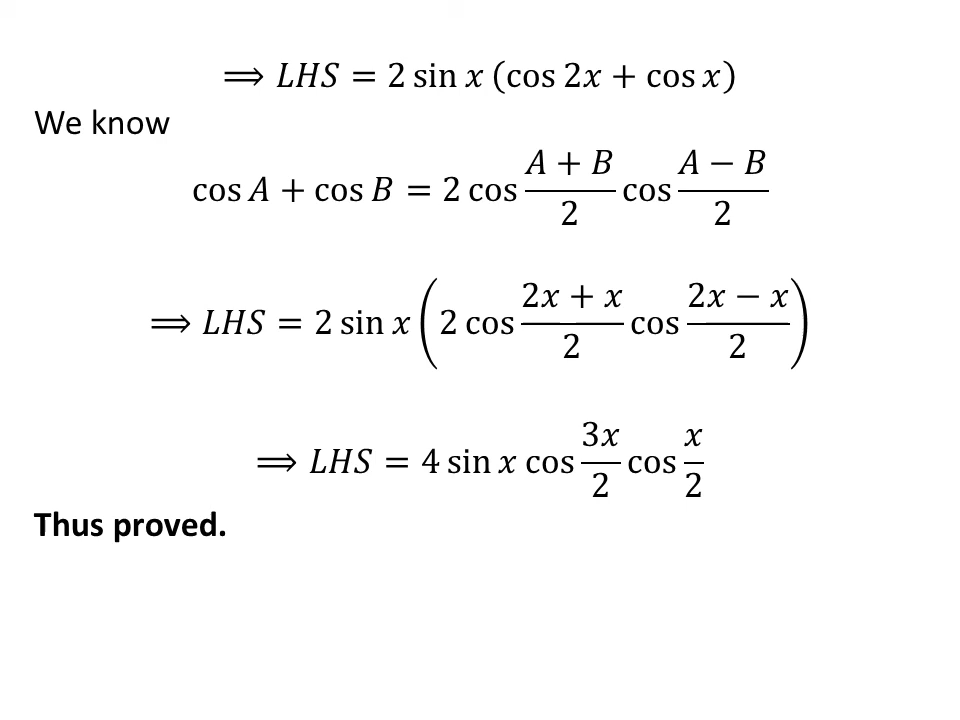 ⟹ LHS = 2 sin x (cos 2x + cos x)
We know
cos A + cos B = 2 cos (A + B)/2 cos (A − B)/2
⟹ LHS = 2 sin x (2 cos (2x + x)/2 cos (2x − x)/2)
⟹ LHS = 4 sin x cos 3x/2 cos x/2
Thus proved.